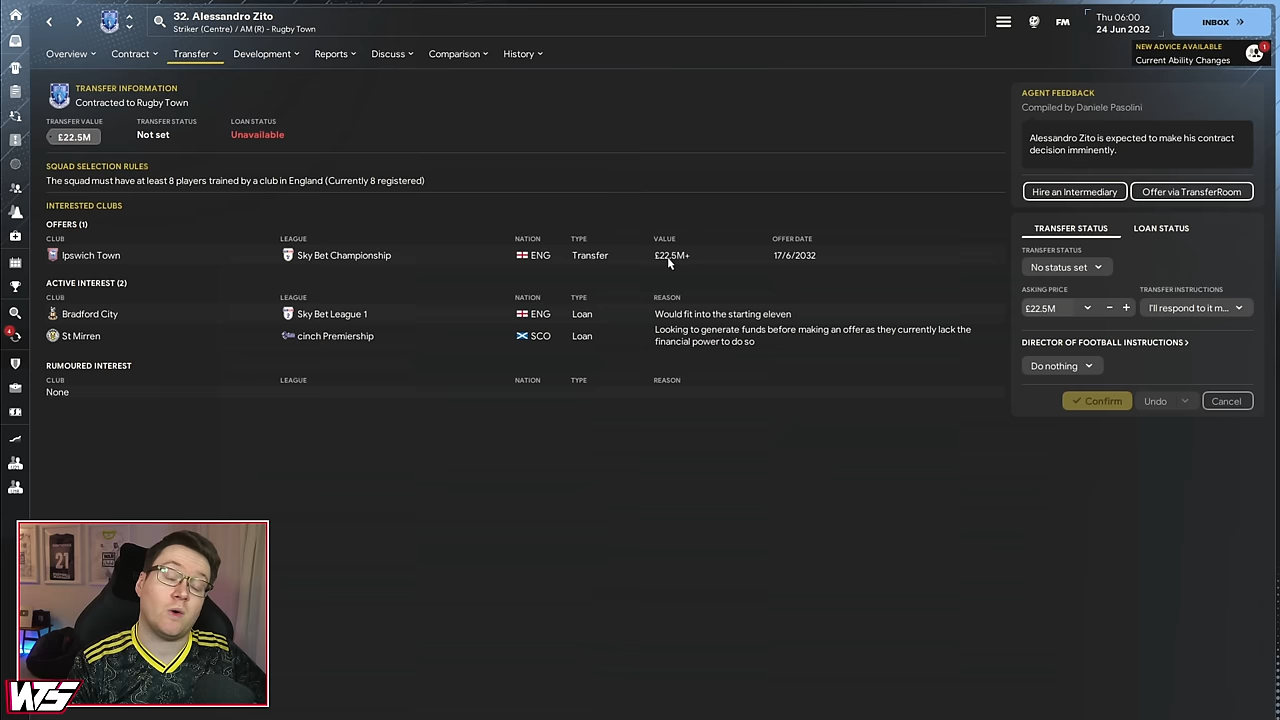 32. Alessandro Zito
Striker (Centre) / AM (R) - Rugby Town
FM
Thu 06:00
24 Jun 2032
INBOX
Overview
Contract
Transfer
Development
Reports
Discuss
Comparison
History
NEW ADVICE AVAILABLE
Current Ability Changes
1
TRANSFER INFORMATION
Contracted to Rugby Town
TRANSFER VALUE
TRANSFER STATUS
LOAN STATUS
£22.5M
Not set
Unavailable
SQUAD SELECTION RULES
The squad must have at least 8 players trained by a club in England (Currently 8 registered)
INTERESTED CLUBS
OFFERS (1)
CLUB
LEAGUE
NATION
TYPE
VALUE
OFFER DATE
Ipswich Town
Sky Bet Championship
ENG
Transfer
£22.5M+
17/6/2032
ACTIVE INTEREST (2)
CLUB
LEAGUE
NATION
TYPE
REASON
Bradford City
Sky Bet League 1
ENG
Loan
Would fit into the starting eleven
St Mirren
cinch Premiership
SCO
Loan
Looking to generate funds before making an offer as they currently lack the
financial power to do so
RUMOURED INTEREST
CLUB
LEAGUE
NATION
TYPE
REASON
None
AGENT FEEDBACK
Compiled by Daniele Pasolini
Alessandro Zito is expected to make his contract
decision imminently.
Hire an Intermediary
Offer via TransferRoom
TRANSFER STATUS
LOAN STATUS
TRANSFER STATUS
No status set
ASKING PRICE
TRANSFER INSTRUCTIONS
£22.5M
I'll respond to it m...
DIRECTOR OF FOOTBALL INSTRUCTIONS >
Do nothing
Confirm
Undo
Cancel
4
21
WTS